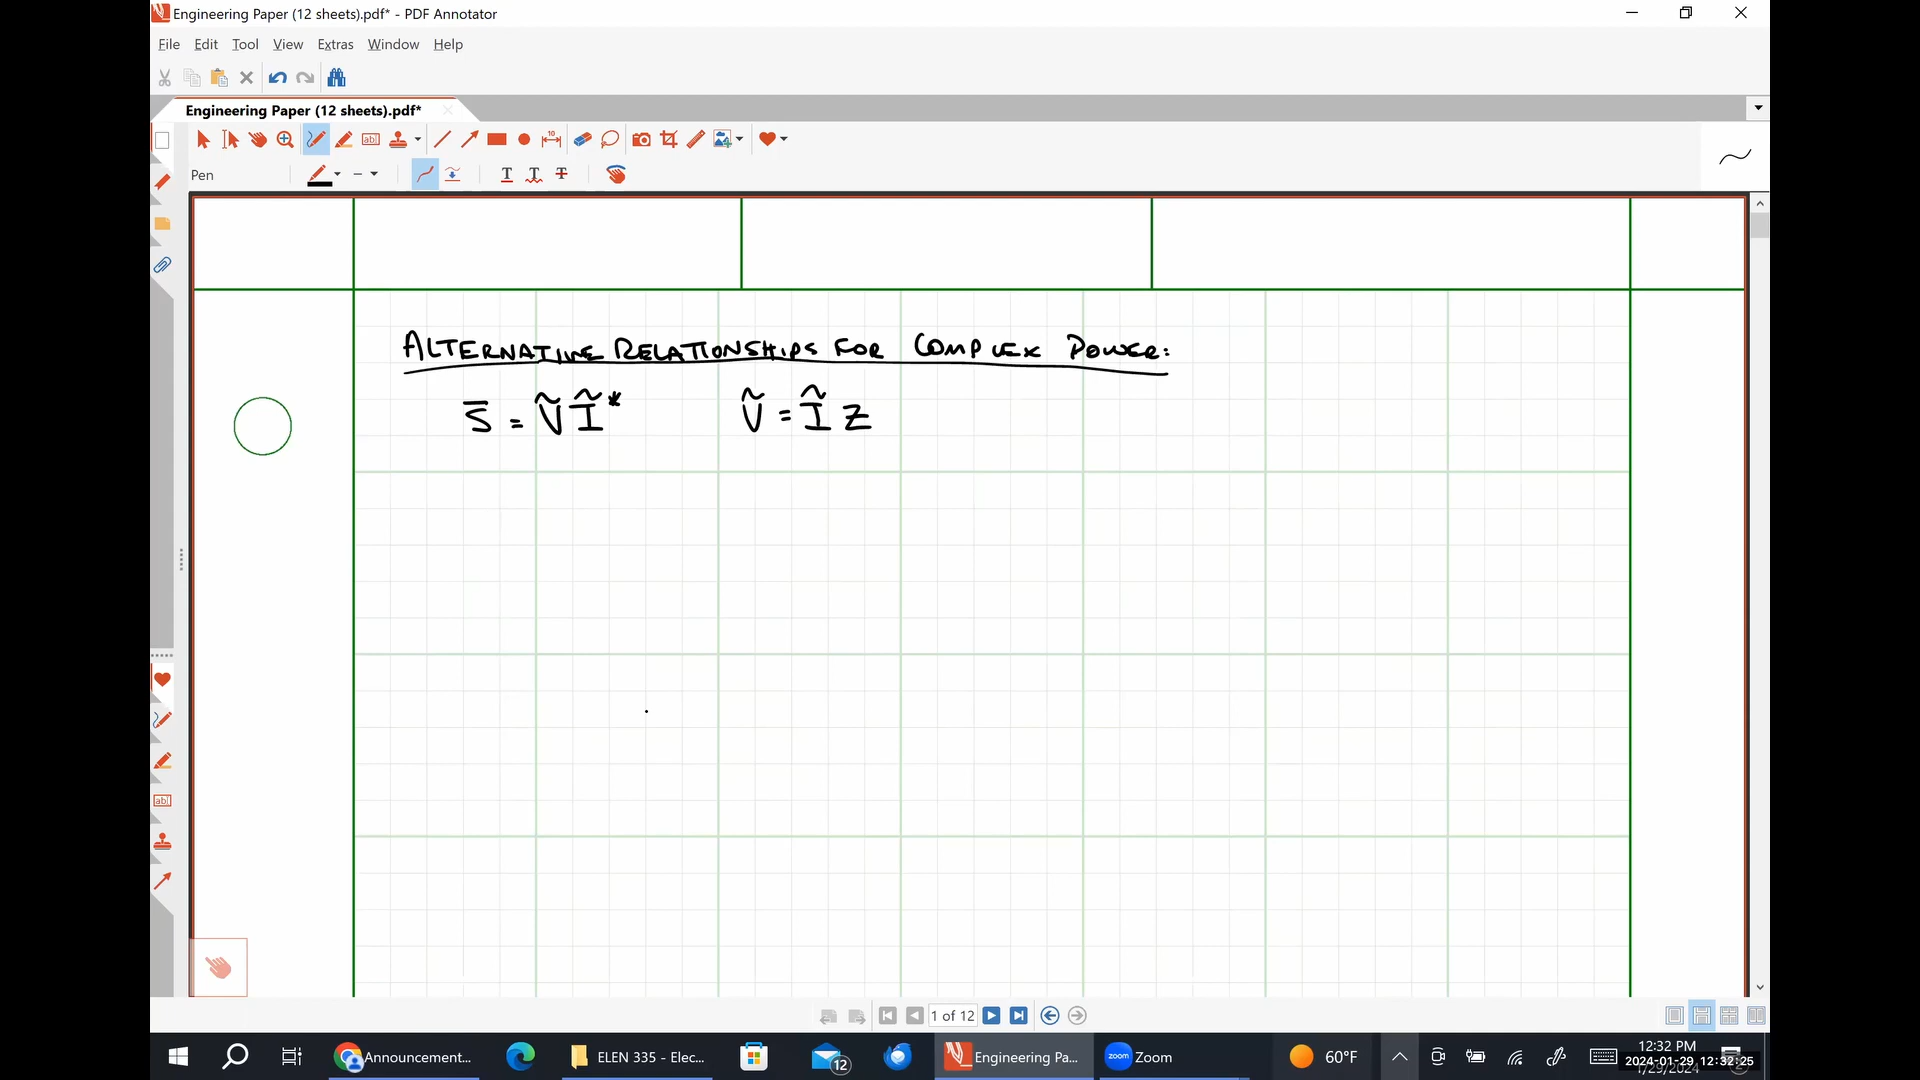 Engineering Paper (12 sheets).pdf* - PDF Annotator
File Edit Tool View Extras Window Help
Engineering Paper (12 sheets).pdf*
Pen
ALTERNATIVE RELATIONSHIPS FOR COMPLEX POWER:
S̅ = Ṽ Ĩ* Ṽ = Ĩ Z
1 of 12
Announcement...
ELEN 335 - Elec...
12
Engineering Pa...
zoom Zoom
60°F
12:32 PM
2024-01-29, 12:32:25